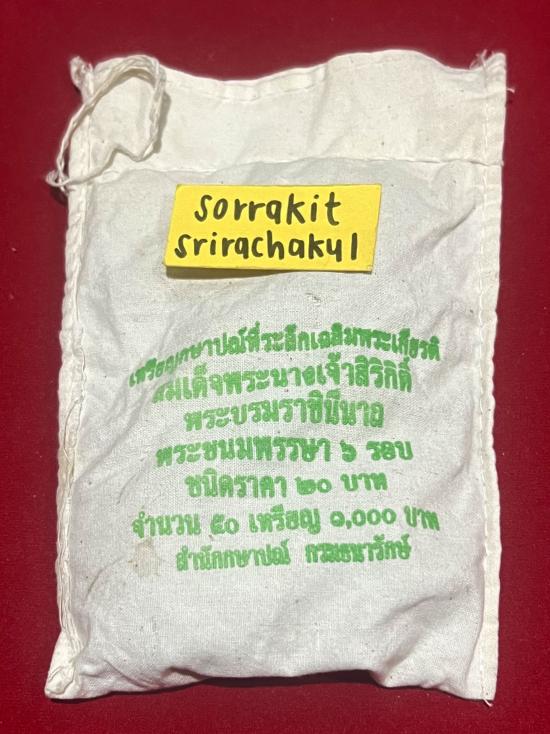 sorrakit
srirachakul
เหรียญกษาปณ์ที่ระลึกเฉลิมพระเกียรติ
สมเด็จพระนางเจ้าสิริกิติ์
พระบรมราชินีนาถ
พระชนมพรรษา ๖ รอบ
ชนิดราคา ๒๐ บาท
จำนวน ๕๐ เหรียญ ๑,๐๐๐ บาท
สำนักกษาปณ์ กรมธนารักษ์